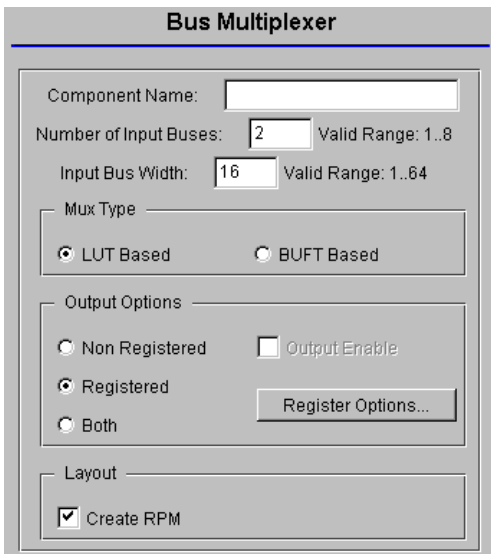 Bus Multiplexer
Component Name:
Number of Input Buses: 2 Valid Range: 1..8
Input Bus Width: 16 Valid Range: 1..64
Mux Type
LUT Based BUFT Based
Output Options
Non Registered Output Enable
Registered
Register Options...
Both
Layout
Create RPM